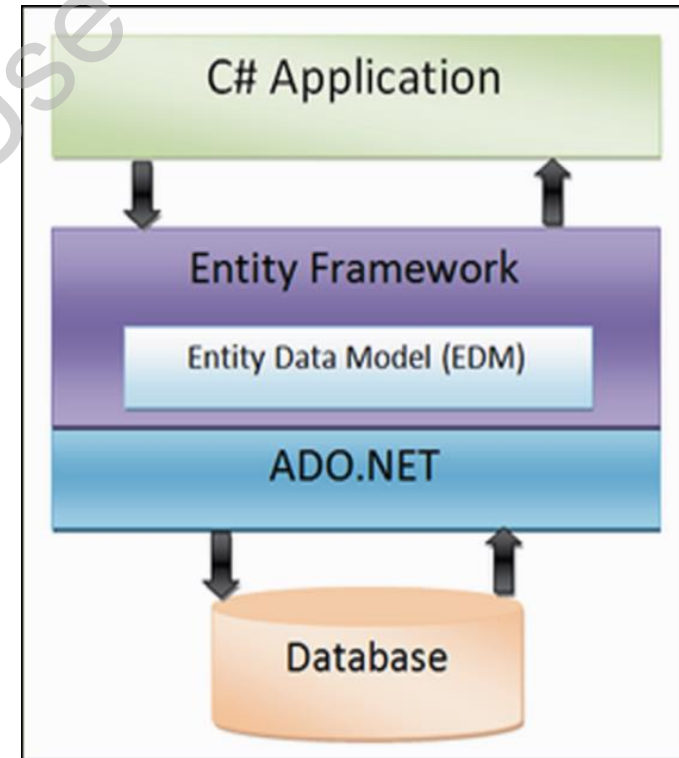 C# Application
Entity Framework
Entity Data Model (EDM)
ADO.NET
Database